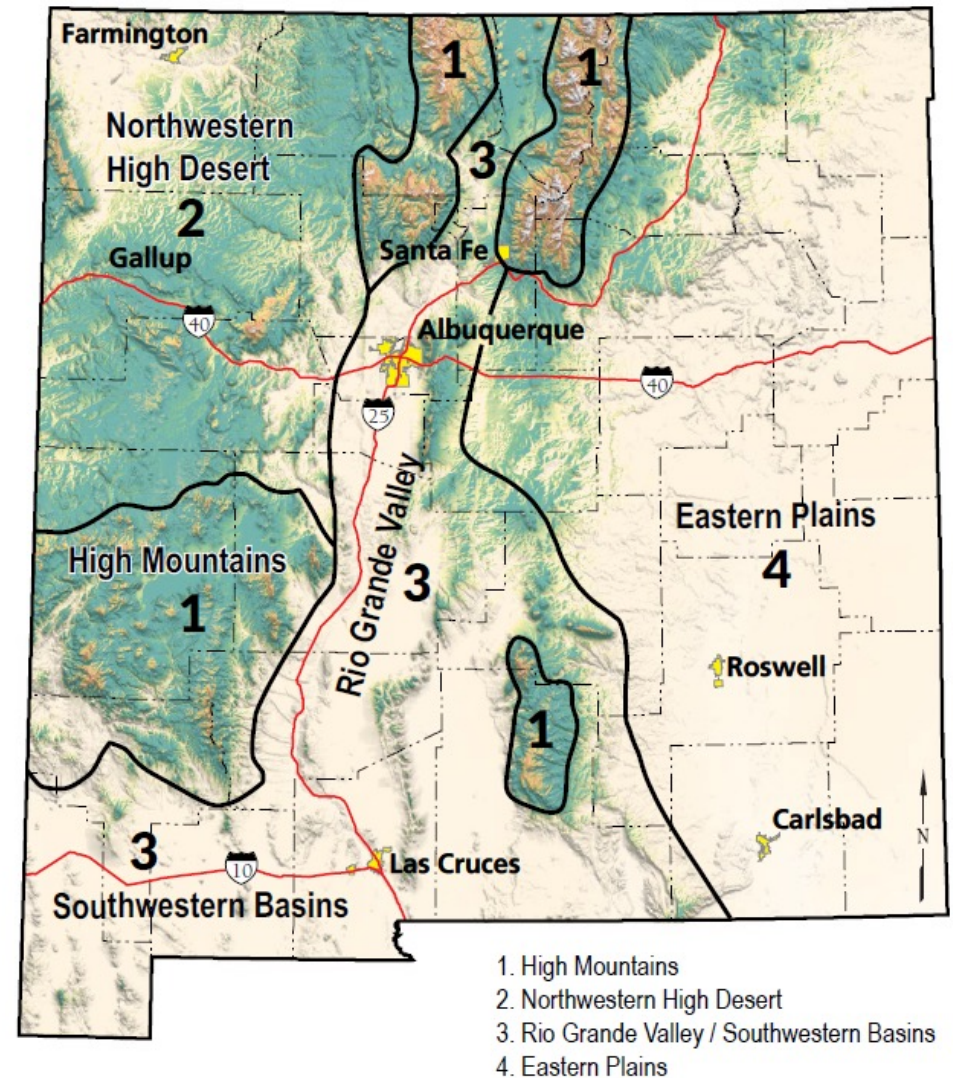 Farmington
1
1
Northwestern
High Desert
3
2
Santa Fe
Gallup
40
Albuquerque
40
25
Rio Grande Valley
Eastern Plains
High Mountains
4
3
1
Roswell
1
Carlsbad
N
3
Las Cruces
10
Southwestern Basins
1. High Mountains
2. Northwestern High Desert
3. Rio Grande Valley / Southwestern Basins
4. Eastern Plains